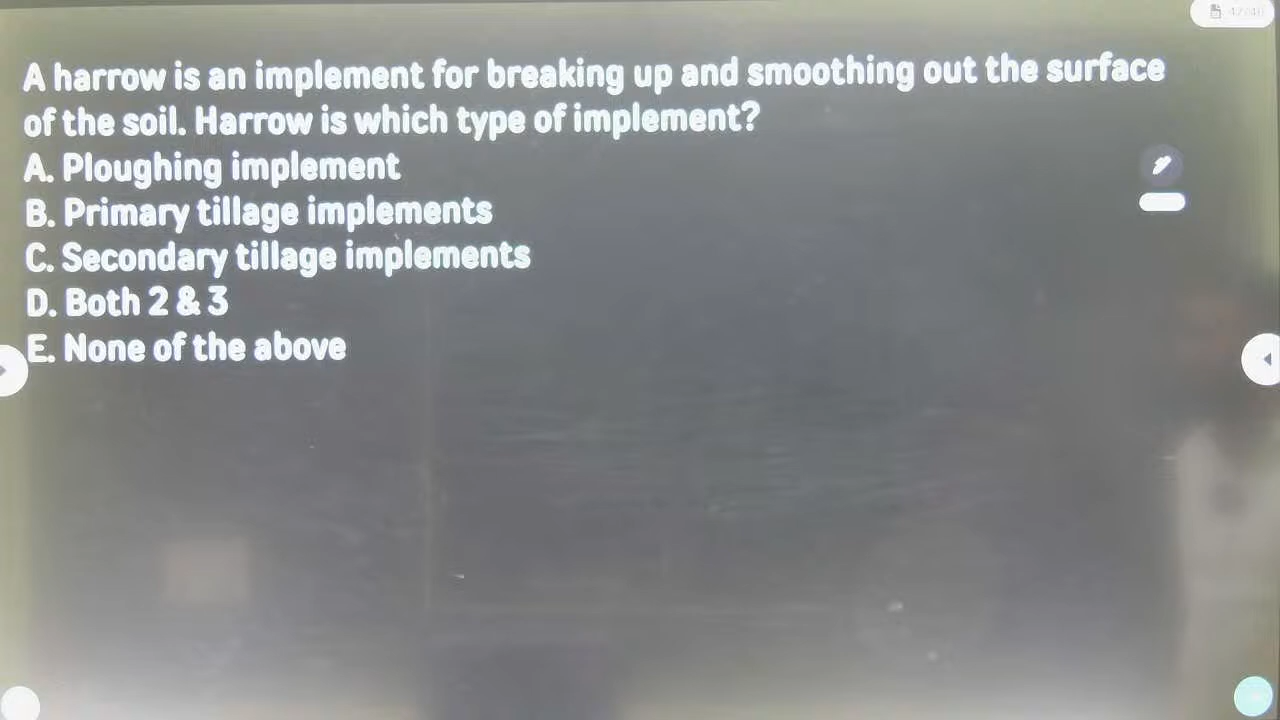 A harrow is an implement for breaking up and smoothing out the surface
of the soil. Harrow is which type of implement?
A. Ploughing implement
B. Primary tillage implements
C. Secondary tillage implements
D. Both 2 & 3
E. None of the above